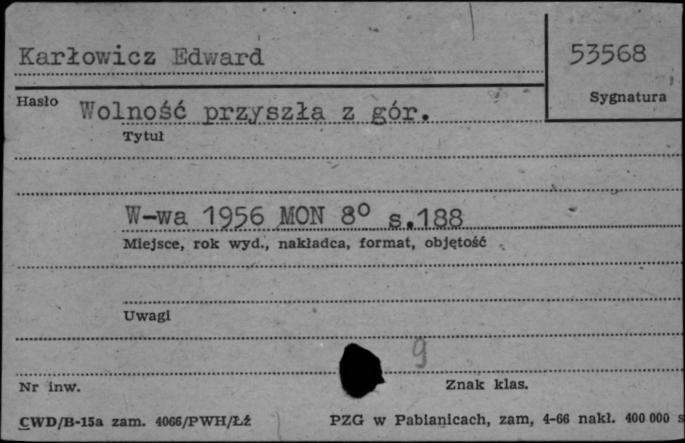 Karłowicz Edward
53568
Hasło
Sygnatura
Wolność przyszła z gór.
Tytuł
W-wa 1956 MON 8° s.188
Miejsce, rok wyd., nakładca, format, objętość
Uwagi
9
Nr inw.
Znak klas.
CWD/B-15a zam. 4066/PWH/Łź
PZG w Pabianicach, zam, 4-66 nakł. 400 000 s